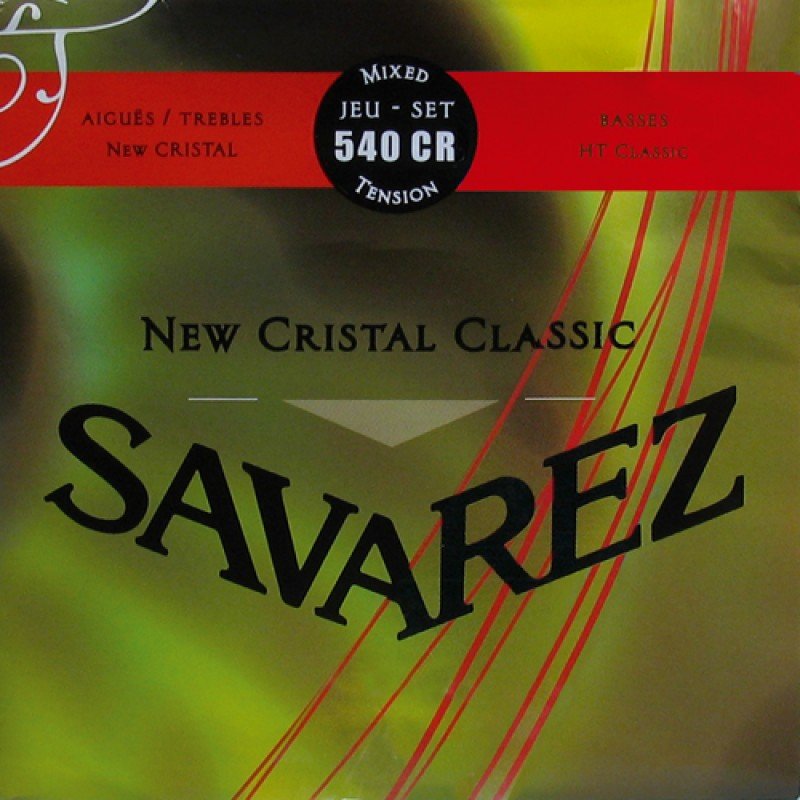 MIXED
JEU - SET
540 CR
TENSION
AIGUËS / TREBLES
NEW CRISTAL
BASSES
HT CLASSIC
NEW CRISTAL CLASSIC
SAVAREZ